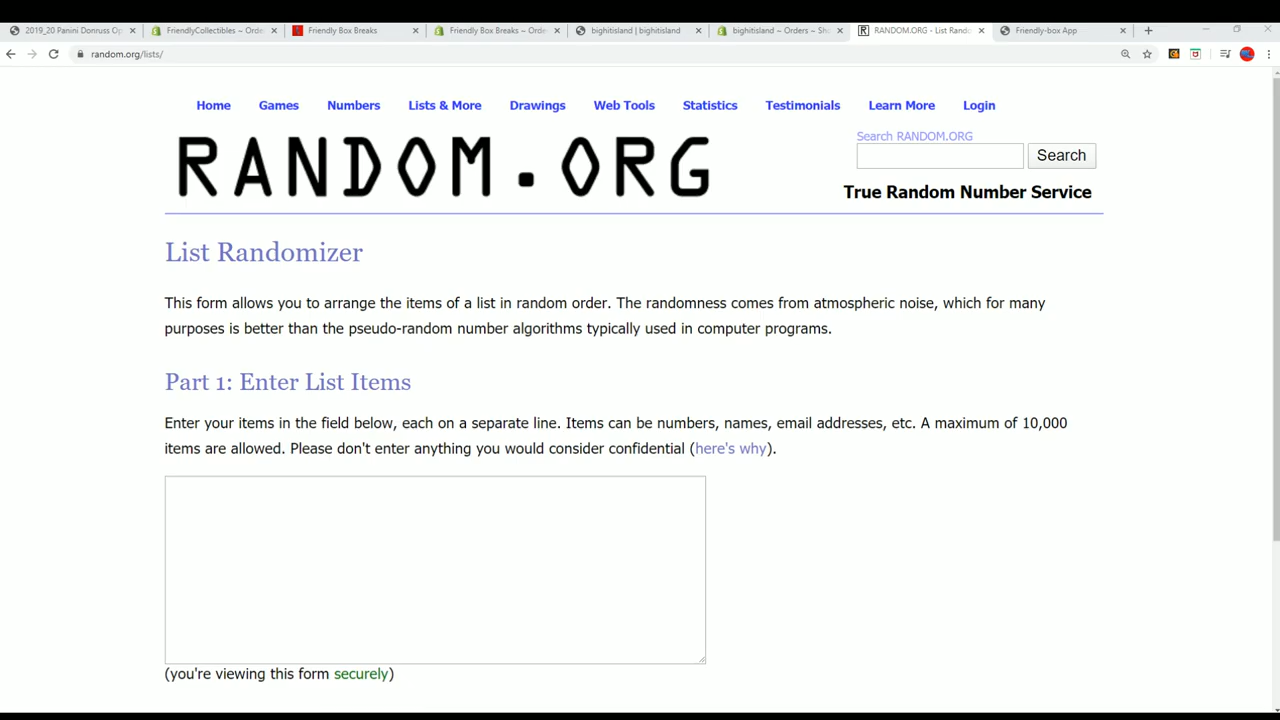 2019_20 Panini Donruss Op
FriendlyCollectibles ~ Orde
Friendly Box Breaks
Friendly Box Breaks ~ Orde
bighitisland | bighitisland
bighitisland ~ Orders ~ Sho
RANDOM.ORG - List Rando
Friendly-box App
random.org/lists/
Home Games Numbers Lists & More Drawings Web Tools Statistics Testimonials Learn More Login
RANDOM.ORG
Search RANDOM.ORG
Search
True Random Number Service
List Randomizer
This form allows you to arrange the items of a list in random order. The randomness comes from atmospheric noise, which for many
purposes is better than the pseudo-random number algorithms typically used in computer programs.
Part 1: Enter List Items
Enter your items in the field below, each on a separate line. Items can be numbers, names, email addresses, etc. A maximum of 10,000
items are allowed. Please don't enter anything you would consider confidential (here's why).
(you're viewing this form securely)